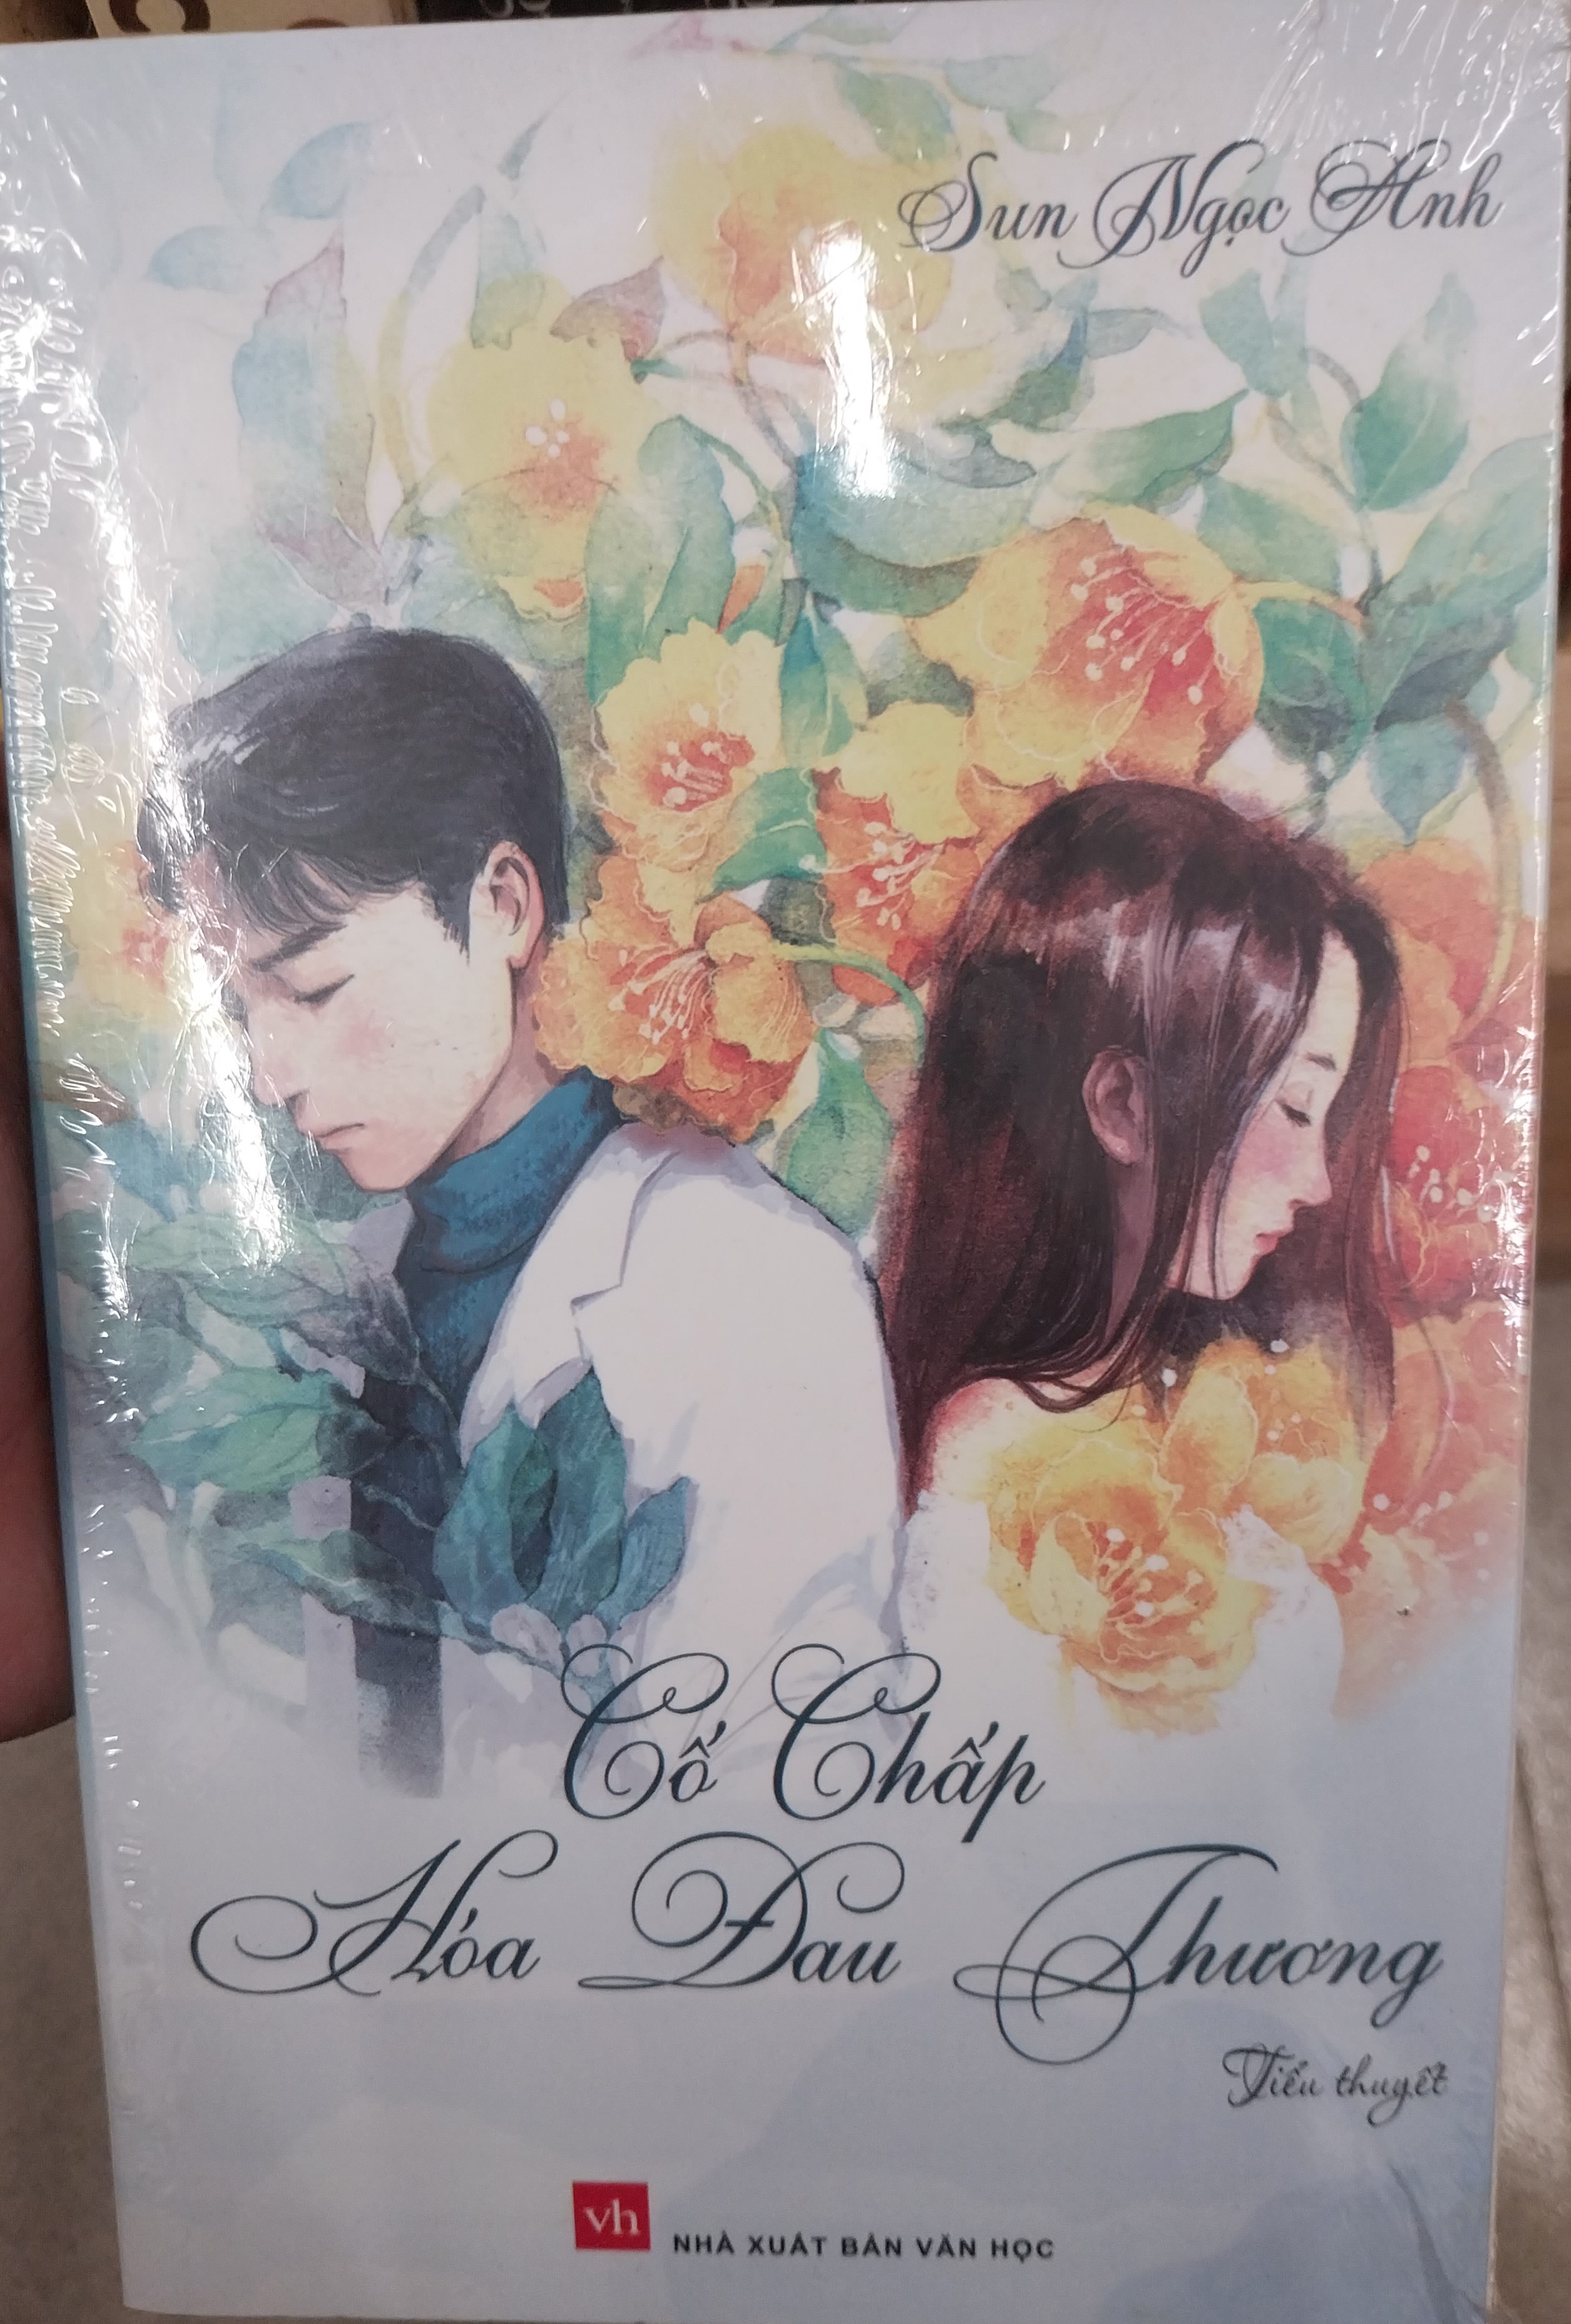 Sun Ngọc Anh
Cố Chấp
Hóa Đau Thương
Tiểu thuyết
vh
NHÀ XUẤT BẢN VĂN HỌC